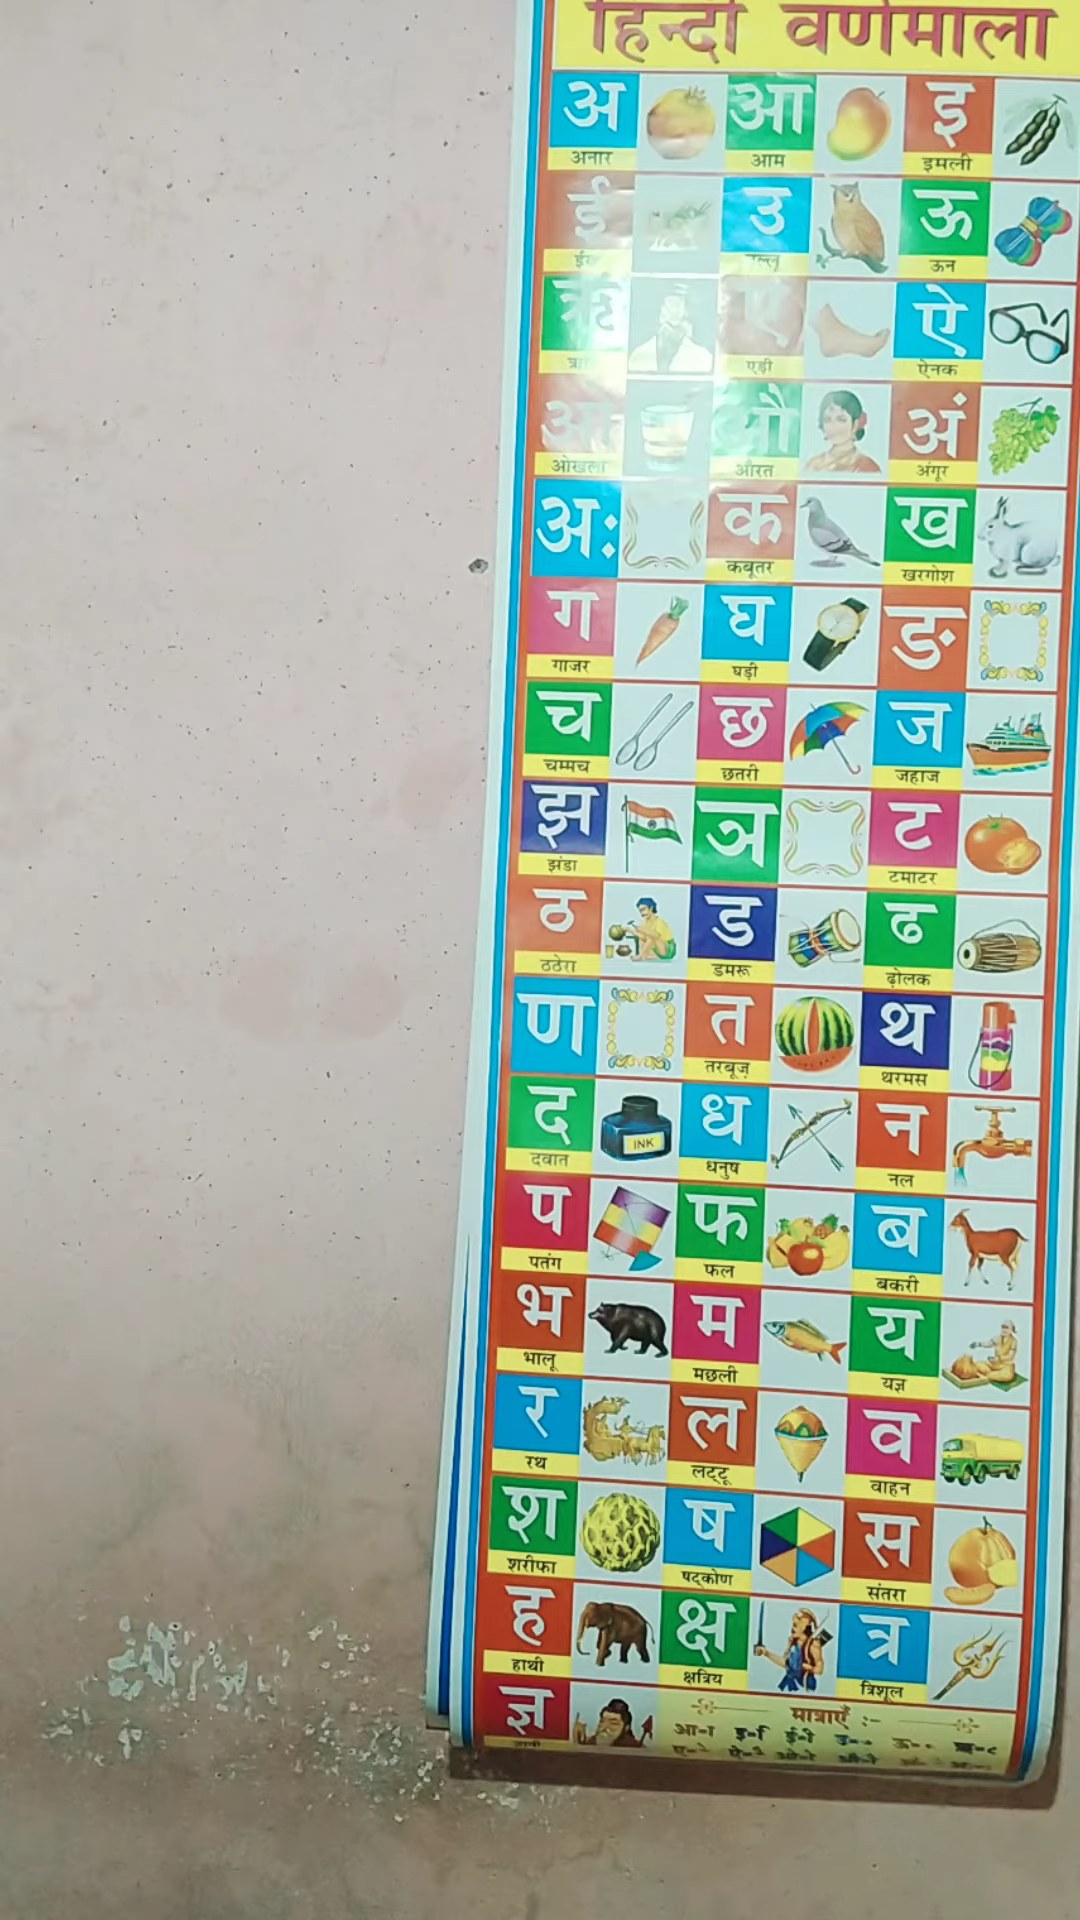 हिन्दी वर्णमाला
अ आ इ
अनार आम इमली
ई उ ऊ
उल्लू ऊन
ऋ ए ऐ
एड़ी ऐनक
औ अं
ओखली औरत अंगूर
अः क ख
कबूतर खरगोश
ग घ ङ
गाजर घड़ी
च छ ज
चम्मच छतरी जहाज
झ ञ ट
झंडा टमाटर
ठ ड ढ
ठठेरा डमरू ढ़ोलक
ण त थ
तरबूज़ थरमस
द INK ध न
दवात धनुष नल
प फ ब
पतंग फल बकरी
भ म य
भालू मछली यज्ञ
र ल व
रथ लट्टू वाहन
श ष स
शरीफा षट्कोण संतरा
ह क्ष त्र
हाथी क्षत्रिय त्रिशूल
ज्ञ
मात्राएँ :-
आ=ा इ=ि ई=ी